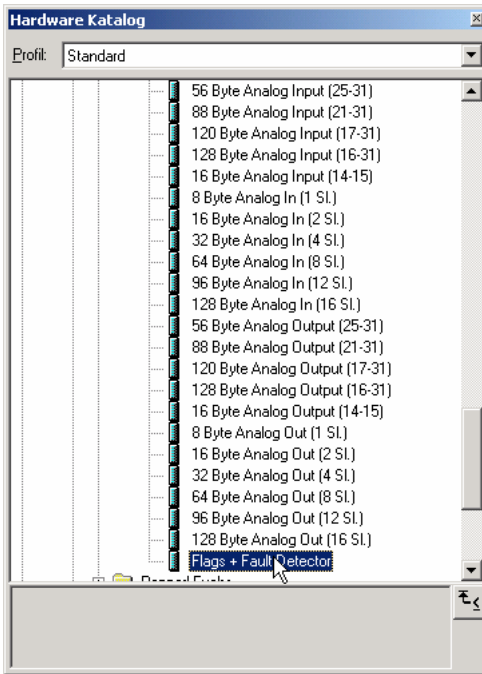 Hardware Katalog
Profil: Standard
56 Byte Analog Input (25-31)
88 Byte Analog Input (21-31)
120 Byte Analog Input (17-31)
128 Byte Analog Input (16-31)
16 Byte Analog Input (14-15)
8 Byte Analog In (1 Sl.)
16 Byte Analog In (2 Sl.)
32 Byte Analog In (4 Sl.)
64 Byte Analog In (8 Sl.)
96 Byte Analog In (12 Sl.)
128 Byte Analog In (16 Sl.)
56 Byte Analog Output (25-31)
88 Byte Analog Output (21-31)
120 Byte Analog Output (17-31)
128 Byte Analog Output (16-31)
16 Byte Analog Output (14-15)
8 Byte Analog Out (1 Sl.)
16 Byte Analog Out (2 Sl.)
32 Byte Analog Out (4 Sl.)
64 Byte Analog Out (8 Sl.)
96 Byte Analog Out (12 Sl.)
128 Byte Analog Out (16 Sl.)
Flags + Fault Detector